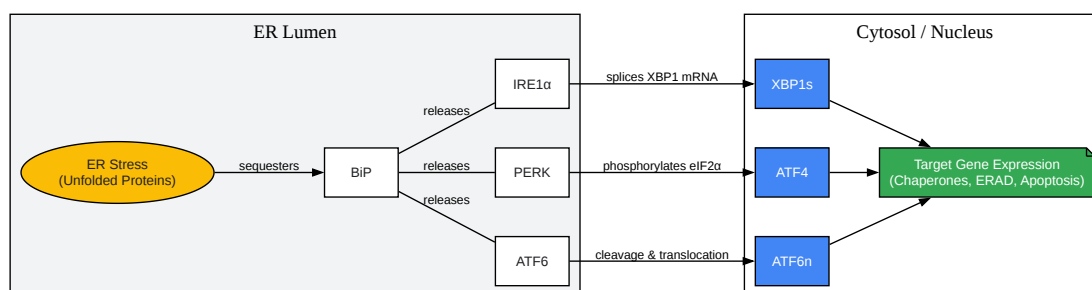 ER Lumen
Cytosol / Nucleus
ER Stress
(Unfolded Proteins)
sequesters
BiP
releases
releases
releases
IRE1α
PERK
ATF6
splices XBP1 mRNA
phosphorylates eIF2α
cleavage & translocation
XBP1s
ATF4
ATF6n
Target Gene Expression
(Chaperones, ERAD, Apoptosis)